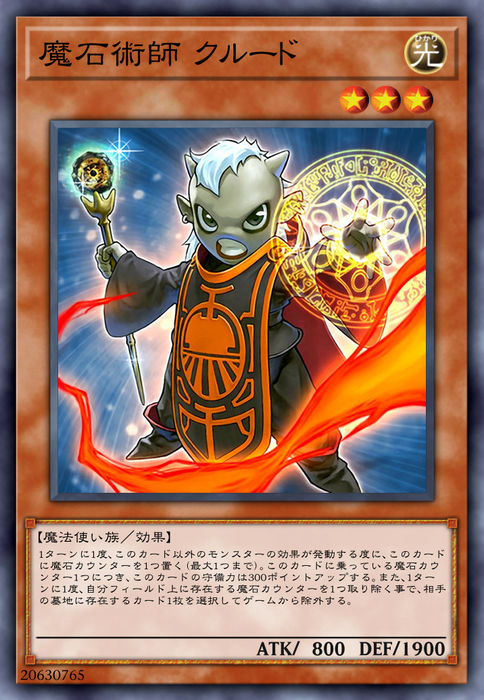 魔石術師 クルード
ひかり
光
【魔法使い族／効果】
1ターンに1度、このカード以外のモンスターの効果が発動する度に、このカード
に魔石カウンターを1つ置く(最大1つまで)。このカードに乗っている魔石カウ
ンター1つにつき、このカードの守備力は300ポイントアップする。また、1ター
ンに1度、自分フィールド上に存在する魔石カウンターを1つ取り除く事で、相手
の墓地に存在するカード1枚を選択してゲームから除外する。
ATK/ 800 DEF/1900
20630765